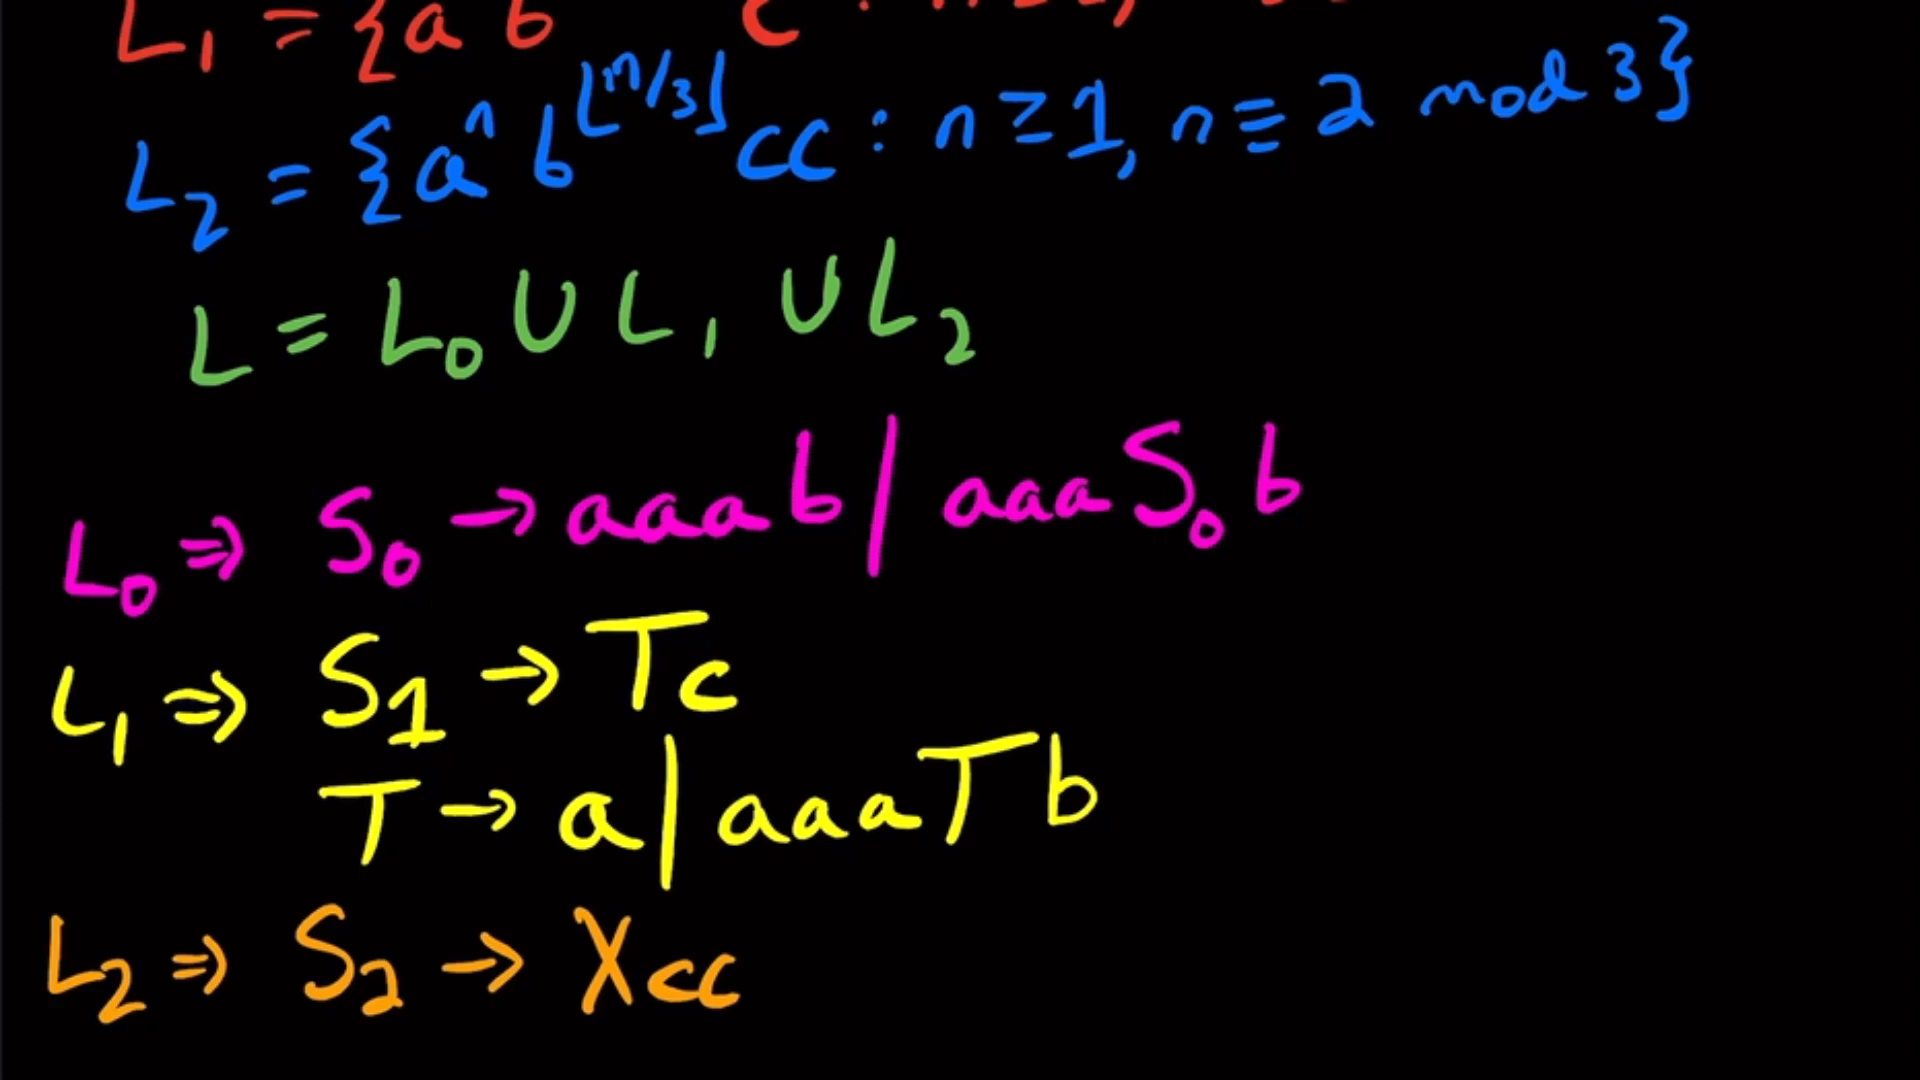 L₁ = {a b c :
L₂ = {aⁿ b^⌊n/3⌋ cc : n ≥ 1, n ≡ 2 mod 3}
L = L₀ ∪ L₁ ∪ L₂
L₀ ⇒ S₀ → aaab | aaaS₀b
L₁ ⇒ S₁ → Tc
T → a | aaaTb
L₂ ⇒ S₂ → Xcc